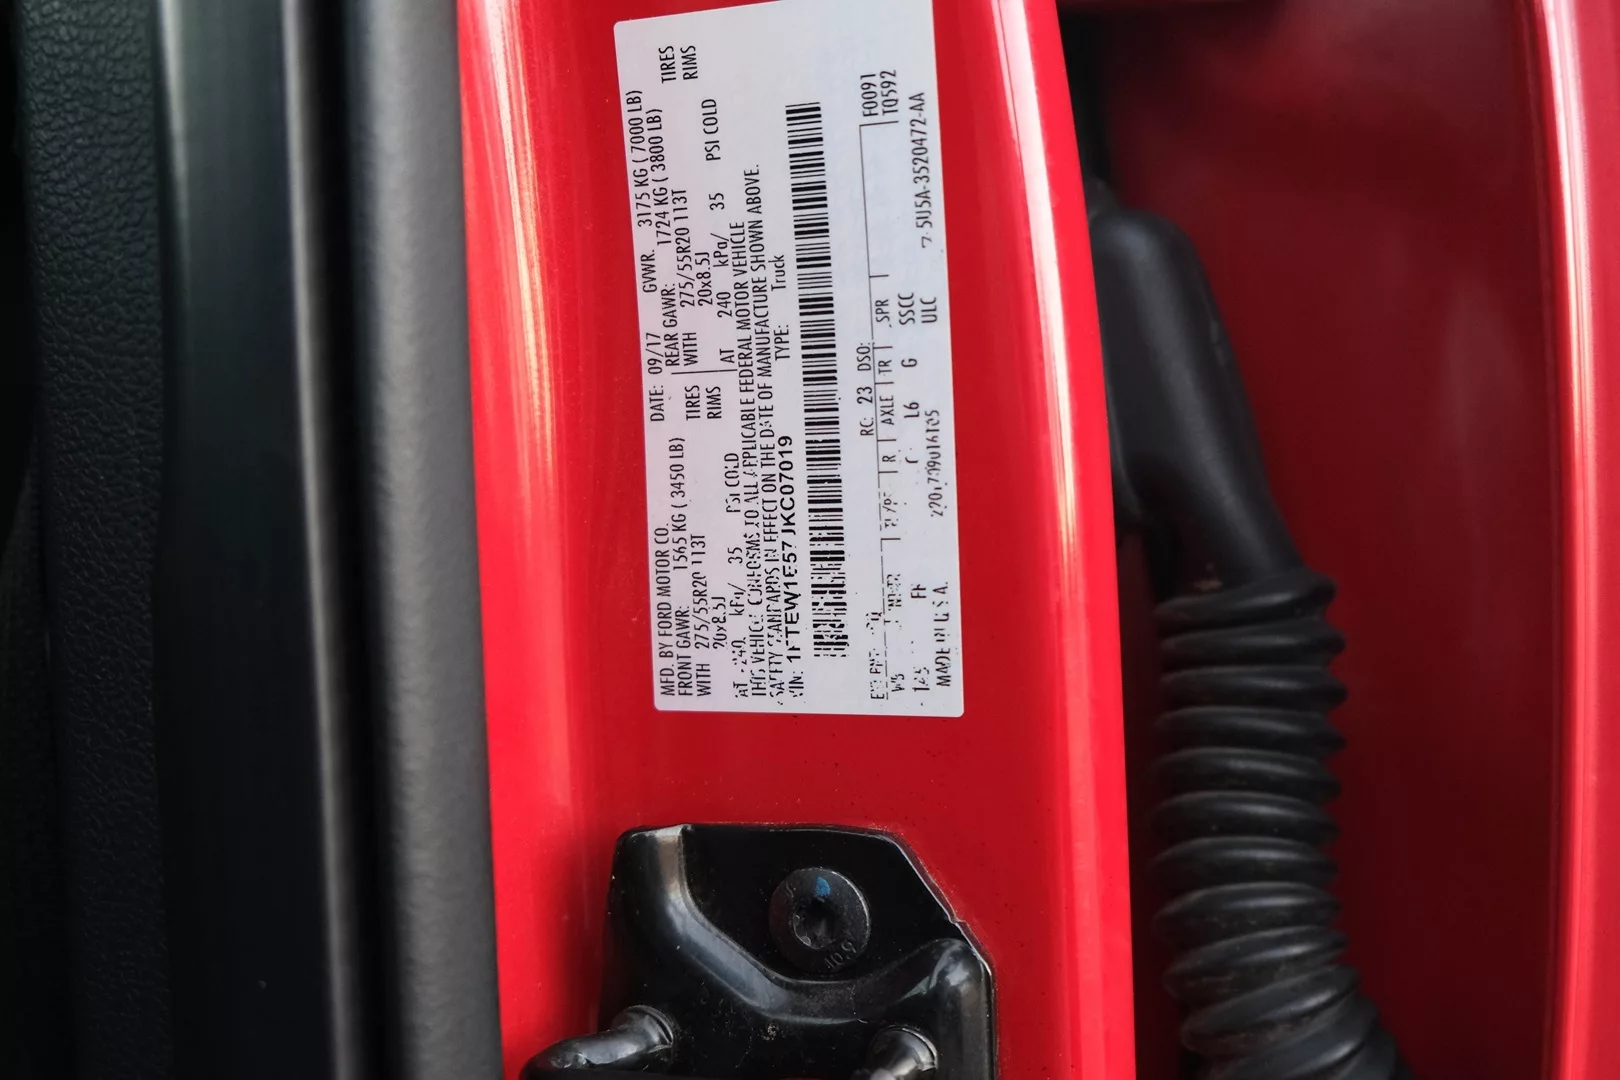 MFD. BY FORD MOTOR CO.
DATE: 09/17 GVWR. 3175 KG ( 7000 LB)
FRONT GAWR: 1565 KG ( 3450 LB)
REAR GAWR: 1724 KG ( 3800 LB)
WITH 275/55R20 113T TIRES
WITH 275/55R20 113T TIRES
20x8.5J RIMS
20x8.5J RIMS
AT 240 kPa/ 35 PSI COLD
AT 240 kPa/ 35 PSI COLD
THIS VEHICLE CONFORMS TO ALL APPLICABLE FEDERAL MOTOR VEHICLE
SAFETY STANDARDS IN EFFECT ON THE DATE OF MANUFACTURE SHOWN ABOVE.
VIN: 1FTEW1E57JKC07019 TYPE: Truck
F0091
TQ592
RC: 23 DSO:
R AXLE TR SPR
L6 G SSCC
ULC
MADE IN U.S.A. 5U5A-3520472-AA
10.9